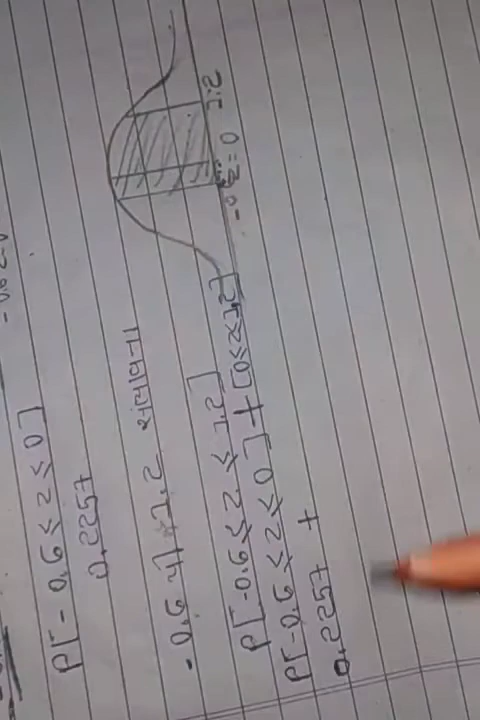 P[-0.6 ≤ Z ≤ 0]
0.2257
-0.6 थी 1.2
P[-0.6 ≤ Z ≤ 1.2]
P[-0.6 ≤ Z ≤ 0] + [0 ≤ Z ≤ 1.2]
0.2257 +
-0.6 Z=0 1.2